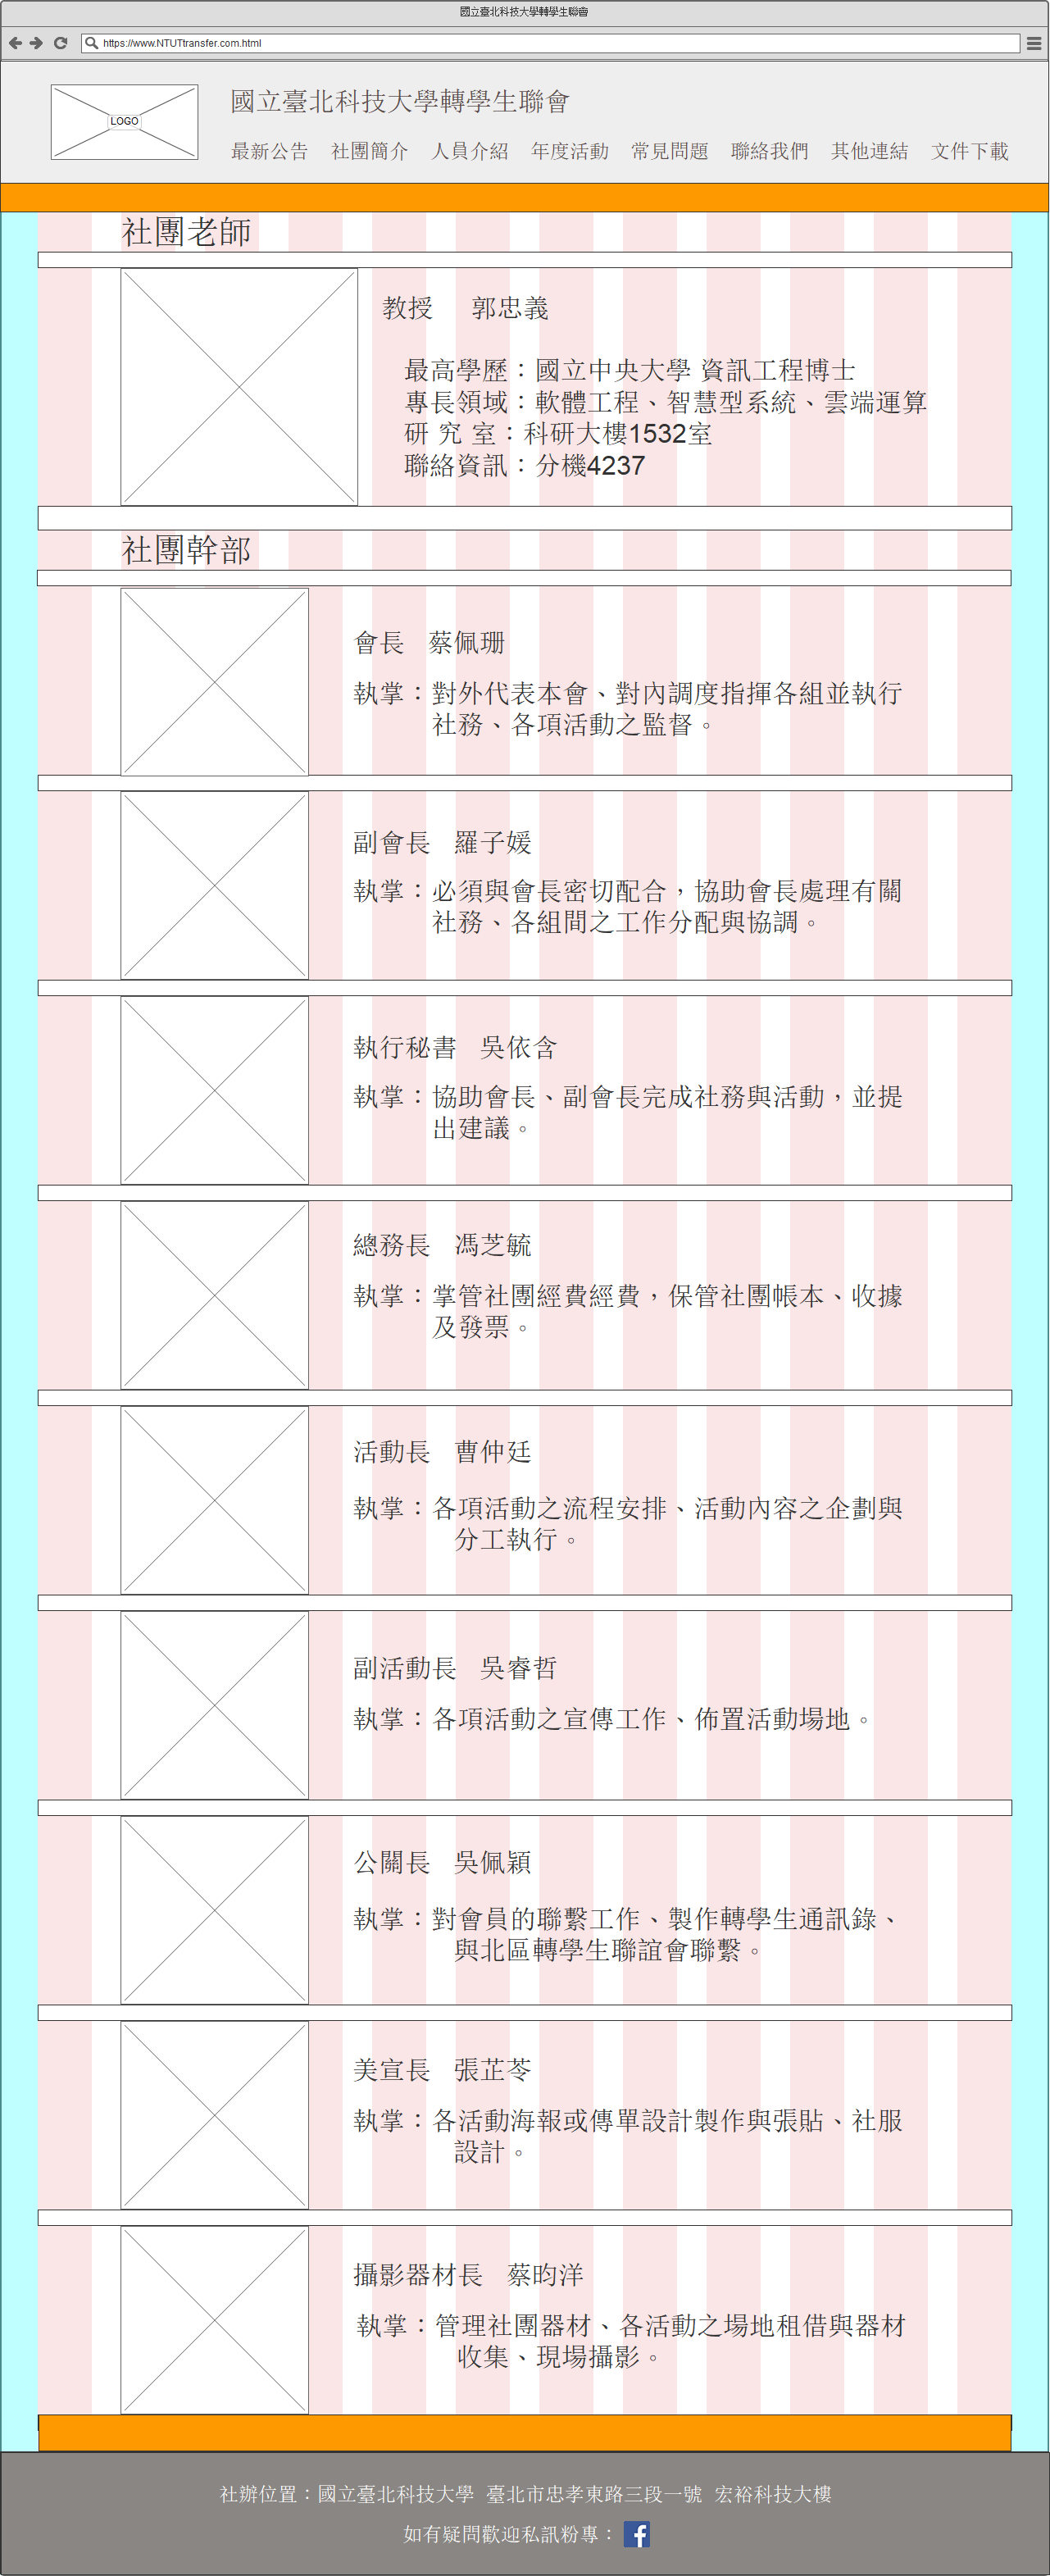 國立臺北科技大學轉學生聯會
https://www.NTUTtransfer.com.html
LOGO
國立臺北科技大學轉學生聯會
最新公告 社團簡介 人員介紹 年度活動 常見問題 聯絡我們 其他連結 文件下載
社團老師
教授 郭忠義
最高學歷：國立中央大學 資訊工程博士
專長領域：軟體工程、智慧型系統、雲端運算
研 究 室：科研大樓1532室
聯絡資訊：分機4237
社團幹部
會長 蔡佩珊
執掌：對外代表本會、對內調度指揮各組並執行
社務、各項活動之監督。
副會長 羅子媛
執掌：必須與會長密切配合，協助會長處理有關
社務、各組間之工作分配與協調。
執行秘書 吳依含
執掌：協助會長、副會長完成社務與活動，並提
出建議。
總務長 馮芝毓
執掌：掌管社團經費經費，保管社團帳本、收據
及發票。
活動長 曹仲廷
執掌：各項活動之流程安排、活動內容之企劃與
分工執行。
副活動長 吳睿哲
執掌：各項活動之宣傳工作、佈置活動場地。
公關長 吳佩穎
執掌：對會員的聯繫工作、製作轉學生通訊錄、
與北區轉學生聯誼會聯繫。
美宣長 張芷苓
執掌：各活動海報或傳單設計製作與張貼、社服
設計。
攝影器材長 蔡昀洋
執掌：管理社團器材、各活動之場地租借與器材
收集、現場攝影。
社辦位置：國立臺北科技大學 臺北市忠孝東路三段一號 宏裕科技大樓
如有疑問歡迎私訊粉專：